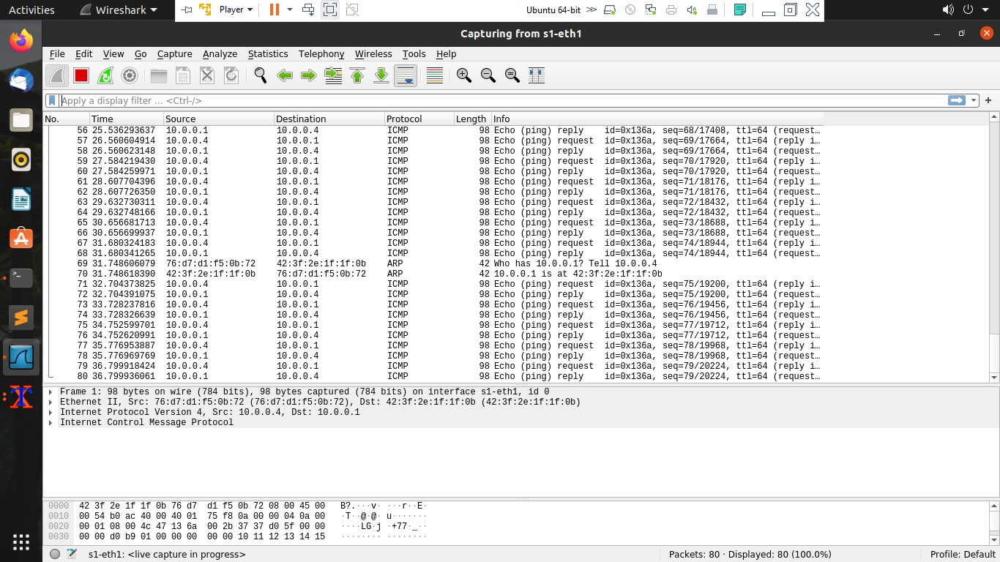 Activities Wireshark Player Ubuntu 64-bit
Capturing from s1-eth1
File Edit View Go Capture Analyze Statistics Telephony Wireless Tools Help
Apply a display filter … <Ctrl-/>
No. Time Source Destination Protocol Length Info
56 25.536293637 10.0.0.1 10.0.0.4 ICMP 98 Echo (ping) reply id=0x136a, seq=68/17408, ttl=64 (request…
57 26.560604914 10.0.0.4 10.0.0.1 ICMP 98 Echo (ping) request id=0x136a, seq=69/17664, ttl=64 (reply i…
58 26.560623148 10.0.0.1 10.0.0.4 ICMP 98 Echo (ping) reply id=0x136a, seq=69/17664, ttl=64 (request…
59 27.584219430 10.0.0.4 10.0.0.1 ICMP 98 Echo (ping) request id=0x136a, seq=70/17920, ttl=64 (reply i…
60 27.584259971 10.0.0.1 10.0.0.4 ICMP 98 Echo (ping) reply id=0x136a, seq=70/17920, ttl=64 (request…
61 28.607704396 10.0.0.4 10.0.0.1 ICMP 98 Echo (ping) request id=0x136a, seq=71/18176, ttl=64 (reply i…
62 28.607726350 10.0.0.1 10.0.0.4 ICMP 98 Echo (ping) reply id=0x136a, seq=71/18176, ttl=64 (request…
63 29.632730311 10.0.0.4 10.0.0.1 ICMP 98 Echo (ping) request id=0x136a, seq=72/18432, ttl=64 (reply i…
64 29.632748166 10.0.0.1 10.0.0.4 ICMP 98 Echo (ping) reply id=0x136a, seq=72/18432, ttl=64 (request…
65 30.656681713 10.0.0.4 10.0.0.1 ICMP 98 Echo (ping) request id=0x136a, seq=73/18688, ttl=64 (reply i…
66 30.656699937 10.0.0.1 10.0.0.4 ICMP 98 Echo (ping) reply id=0x136a, seq=73/18688, ttl=64 (request…
67 31.680324183 10.0.0.4 10.0.0.1 ICMP 98 Echo (ping) request id=0x136a, seq=74/18944, ttl=64 (reply i…
68 31.680341265 10.0.0.1 10.0.0.4 ICMP 98 Echo (ping) reply id=0x136a, seq=74/18944, ttl=64 (request…
69 31.748606079 76:d7:d1:f5:0b:72 42:3f:2e:1f:1f:0b ARP 42 Who has 10.0.0.1? Tell 10.0.0.4
70 31.748618390 42:3f:2e:1f:1f:0b 76:d7:d1:f5:0b:72 ARP 42 10.0.0.1 is at 42:3f:2e:1f:1f:0b
71 32.704373825 10.0.0.4 10.0.0.1 ICMP 98 Echo (ping) request id=0x136a, seq=75/19200, ttl=64 (reply i…
72 32.704391075 10.0.0.1 10.0.0.4 ICMP 98 Echo (ping) reply id=0x136a, seq=75/19200, ttl=64 (request…
73 33.728237816 10.0.0.4 10.0.0.1 ICMP 98 Echo (ping) request id=0x136a, seq=76/19456, ttl=64 (reply i…
74 33.728326639 10.0.0.1 10.0.0.4 ICMP 98 Echo (ping) reply id=0x136a, seq=76/19456, ttl=64 (request…
75 34.752599701 10.0.0.4 10.0.0.1 ICMP 98 Echo (ping) request id=0x136a, seq=77/19712, ttl=64 (reply i…
76 34.752620991 10.0.0.1 10.0.0.4 ICMP 98 Echo (ping) reply id=0x136a, seq=77/19712, ttl=64 (request…
77 35.776953887 10.0.0.4 10.0.0.1 ICMP 98 Echo (ping) request id=0x136a, seq=78/19968, ttl=64 (reply i…
78 35.776969769 10.0.0.1 10.0.0.4 ICMP 98 Echo (ping) reply id=0x136a, seq=78/19968, ttl=64 (request…
79 36.799918424 10.0.0.4 10.0.0.1 ICMP 98 Echo (ping) request id=0x136a, seq=79/20224, ttl=64 (reply i…
80 36.799936061 10.0.0.1 10.0.0.4 ICMP 98 Echo (ping) reply id=0x136a, seq=79/20224, ttl=64 (request…
Frame 1: 98 bytes on wire (784 bits), 98 bytes captured (784 bits) on interface s1-eth1, id 0
Ethernet II, Src: 76:d7:d1:f5:0b:72 (76:d7:d1:f5:0b:72), Dst: 42:3f:2e:1f:1f:0b (42:3f:2e:1f:1f:0b)
Internet Protocol Version 4, Src: 10.0.0.4, Dst: 10.0.0.1
Internet Control Message Protocol
0000 42 3f 2e 1f 1f 0b 76 d7 d1 f5 0b 72 08 00 45 00 B?.···v· ···r··E·
0010 00 54 b0 ac 40 00 40 01 75 f8 0a 00 00 04 0a 00 ·T··@·@· u·······
0020 00 01 08 00 4c 47 13 6a 00 2b 37 37 d0 5f 00 00 ····LG·j ·+77·_··
0030 00 00 d0 b9 01 00 00 00 00 00 10 11 12 13 14 15 ········ ········
s1-eth1: <live capture in progress> Packets: 80 · Displayed: 80 (100.0%) Profile: Default